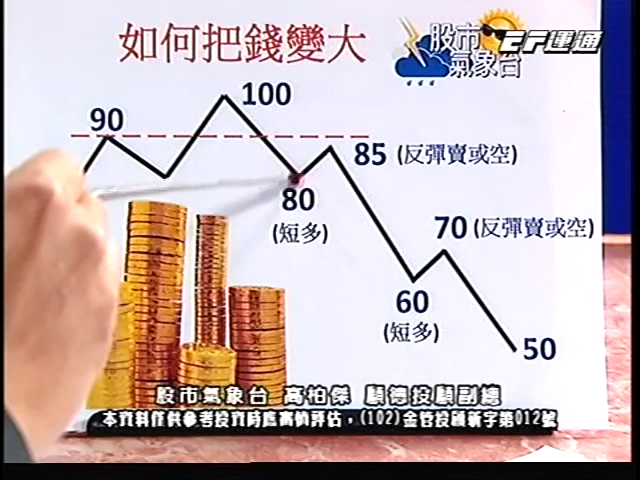 如何把錢變大
股市
氣象台
EF運通
90
100
85 (反彈賣或空)
80
(短多)
70 (反彈賣或空)
60
(短多)
50
股市氣象台 高柏傑 顧德投顧副總
本資料僅供參考投資時應審慎評估，(102)金管投顧新字第012號